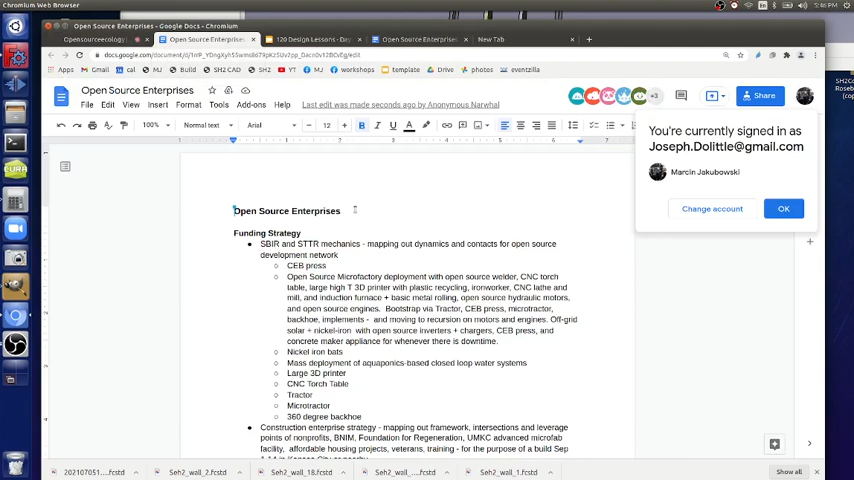 Chromium Web Browser
5:46 PM
Open Source Enterprises - Google Docs - Chromium
Opensourceecology
Open Source Enterprises
120 Design Lessons - Day
Open Source Enterprises
New Tab
Apps
Gmail
cal
MJ
Build
SH2 CAD
SH2
YT
MJ
workshops
template
Drive
photos
eventzilla
Open Source Enterprises
File Edit View Insert Format Tools Add-ons Help Last edit was made seconds ago by Anonymous Narwhal
+3
Share
100%
Normal text
Arial
12
You're currently signed in as
Joseph.Dolittle@gmail.com
Marcin Jakubowski
Change account
OK
Open Source Enterprises
Funding Strategy
● SBIR and STTR mechanics - mapping out dynamics and contacts for open source
development network
○ CEB press
○ Open Source Microfactory deployment with open source welder, CNC torch
table, large high T 3D printer with plastic recycling, ironworker, CNC lathe and
mill, and induction furnace + basic metal rolling, open source hydraulic motors,
and open source engines. Bootstrap via Tractor, CEB press, microtractor,
backhoe, implements - and moving to recursion on motors and engines. Off-grid
solar + nickel-iron with open source inverters + chargers, CEB press, and
concrete maker appliance for whenever there is downtime.
○ Nickel iron bats
○ Mass deployment of aquaponics-based closed loop water systems
○ Large 3D printer
○ CNC Torch Table
○ Tractor
○ Microtractor
○ 360 degree backhoe
● Construction enterprise strategy - mapping out framework, intersections and leverage
points of nonprofits, BNIM, Foundation for Regeneration, UMKC advanced microfab
facility, affordable housing projects, veterans, training - for the purpose of a build Sep
202107051....fcstd
Seh2_wall_2.fcstd
Seh2_wall_18.fcstd
Seh2_wall_....fcstd
Seh2_wall_1.fcstd
Show all